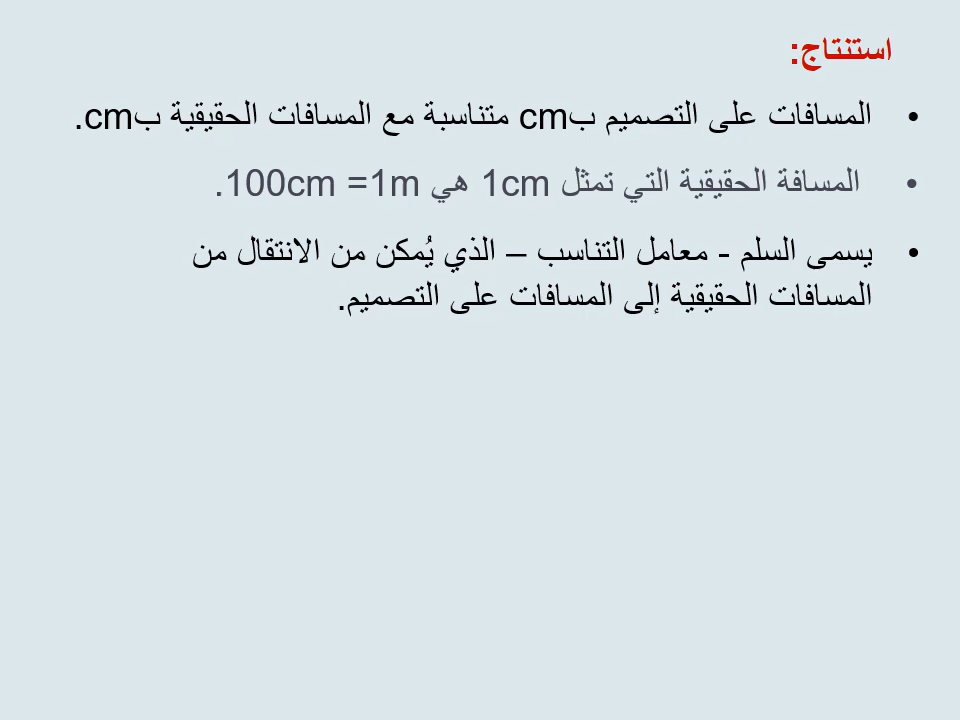 استنتاج:
• المسافات على التصميم بcm متناسبة مع المسافات الحقيقية بcm.
• المسافة الحقيقية التي تمثل 1cm هي 100cm =1m.
• يسمى السلم - معامل التناسب – الذي يُمكن من الانتقال من
المسافات الحقيقية إلى المسافات على التصميم.